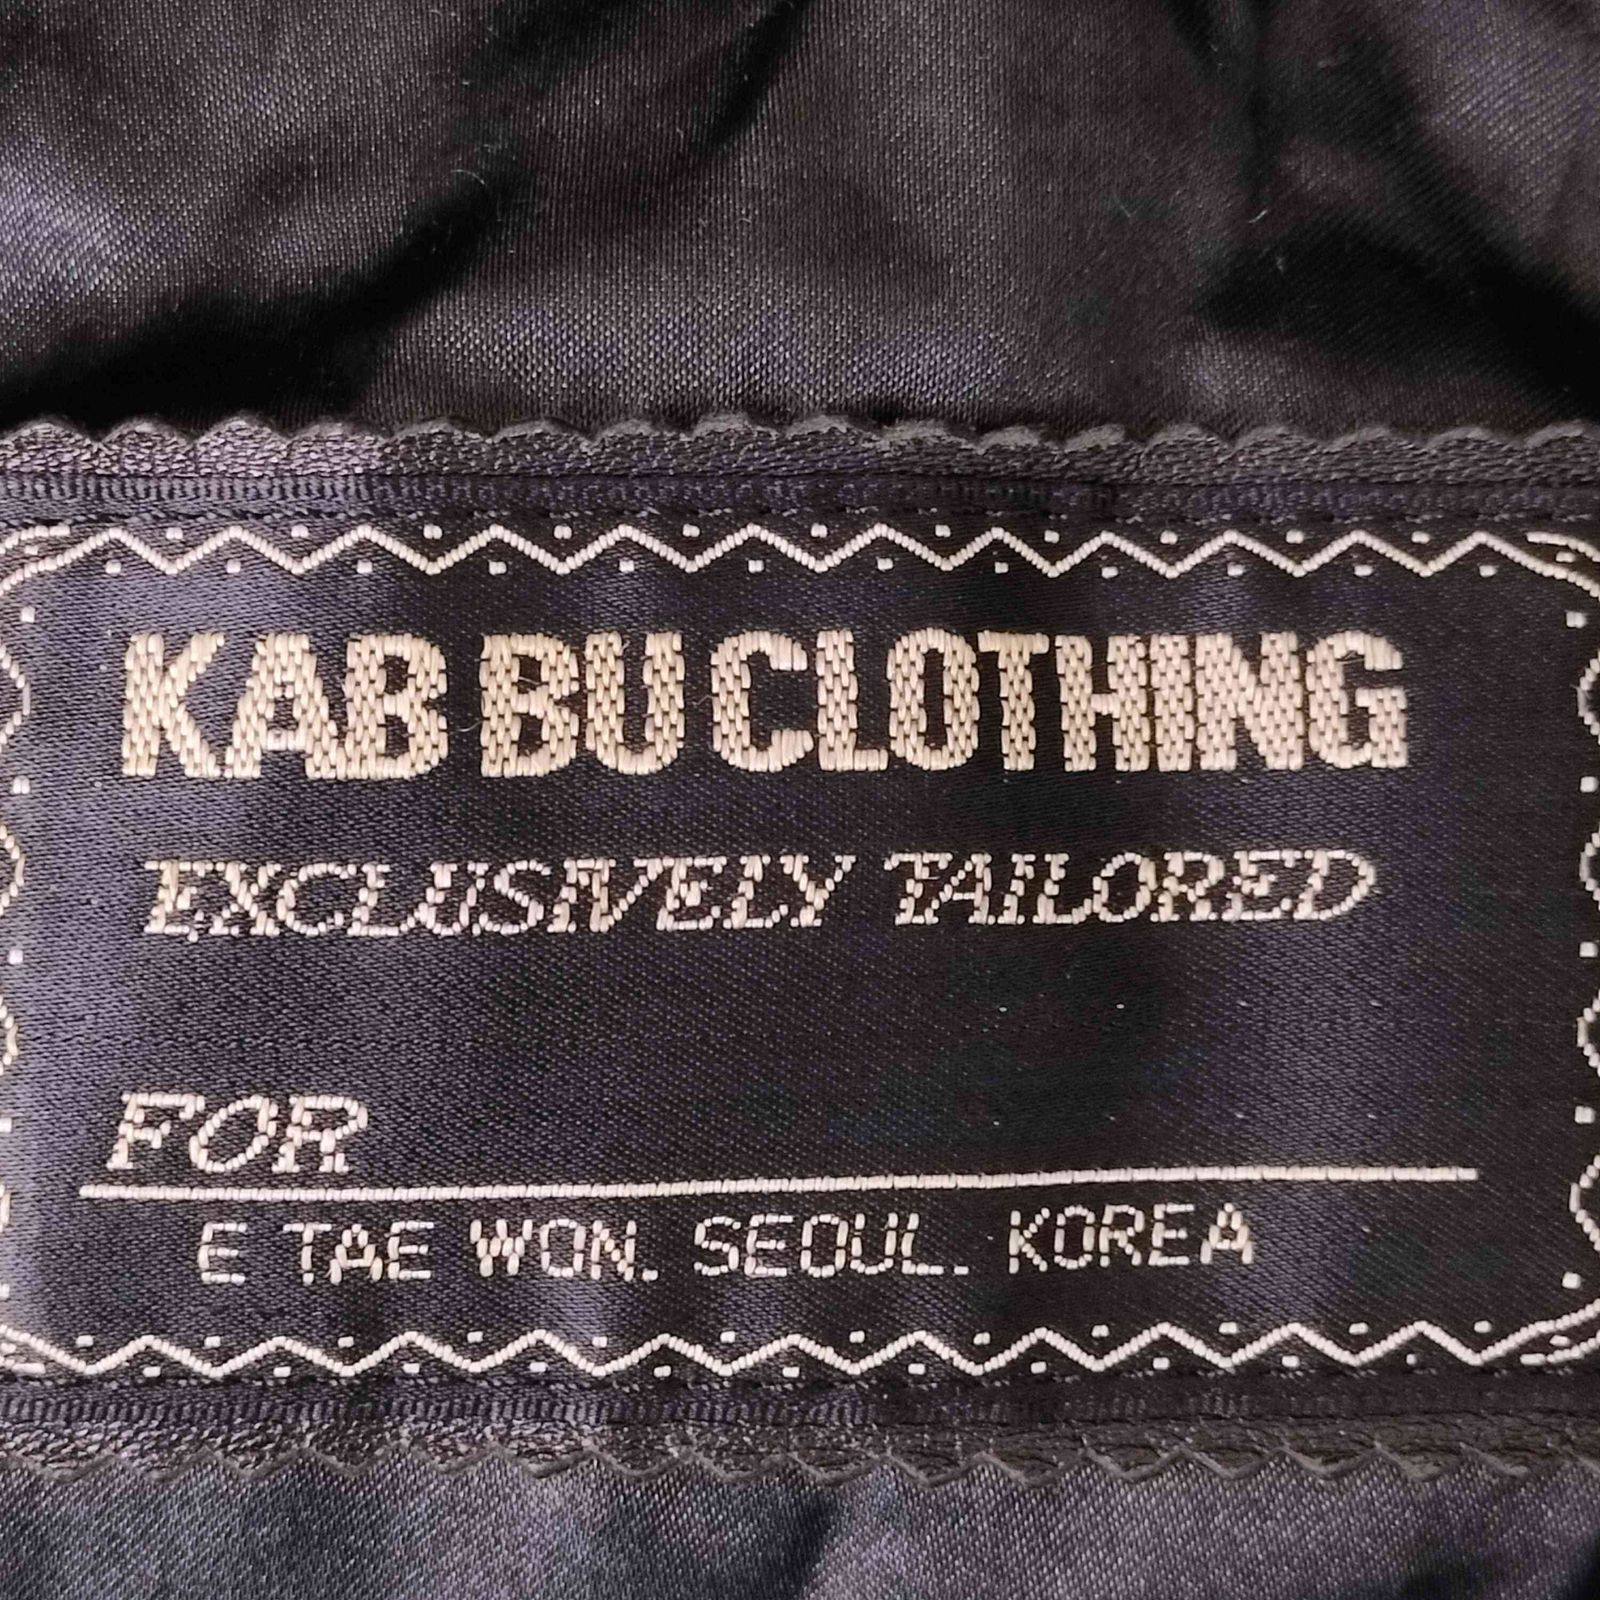 KAB BU CLOTHING
EXCLUSIVELY TAILORED
FOR
E TAE WON. SEOUL. KOREA